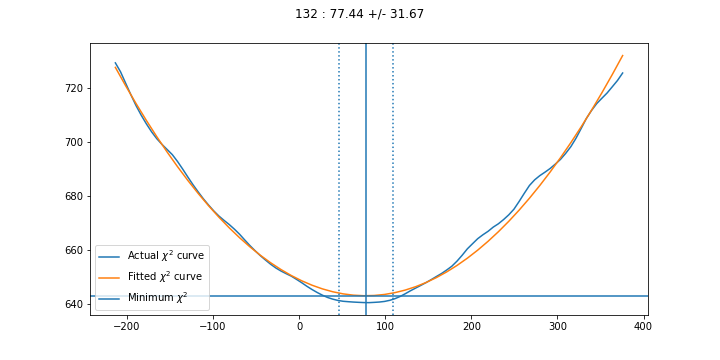 132 : 77.44 +/- 31.67
720
700
680
660
640
Actual χ² curve
Fitted χ² curve
Minimum χ²
−200 −100 0 100 200 300 400